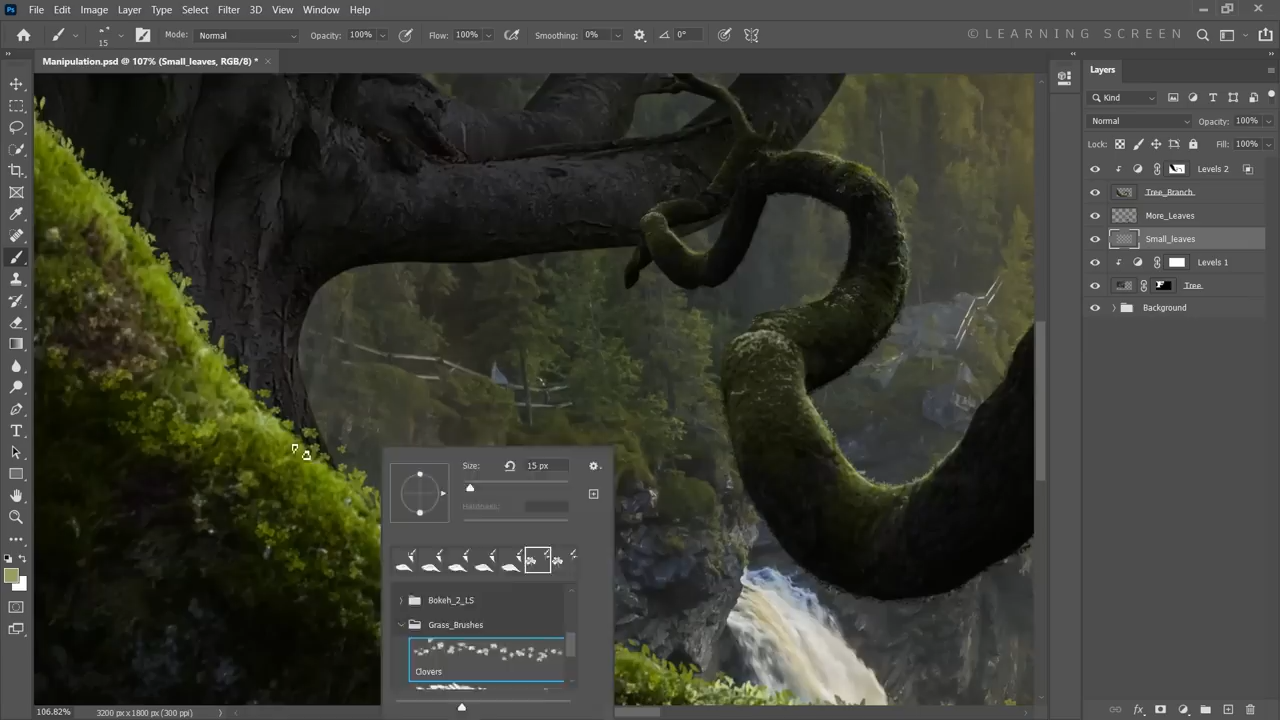 Ps File Edit Image Layer Type Select Filter 3D View Window Help
15 Mode: Normal Opacity: 100% Flow: 100% Smoothing: 0% 0° © LEARNING SCREEN
Manipulation.psd @ 107% (Small_leaves, RGB/8) * ×
Layers
Kind
Normal Opacity: 100%
Lock: Fill: 100%
Levels 2
Tree_Branch
More_Leaves
Small_leaves
Levels 1
Tree
Background
Size: 15 px
Hardness:
Bokeh_2_LS
Grass_Brushes
Clovers
106.82% 3200 px x 1800 px (300 ppi)
fx